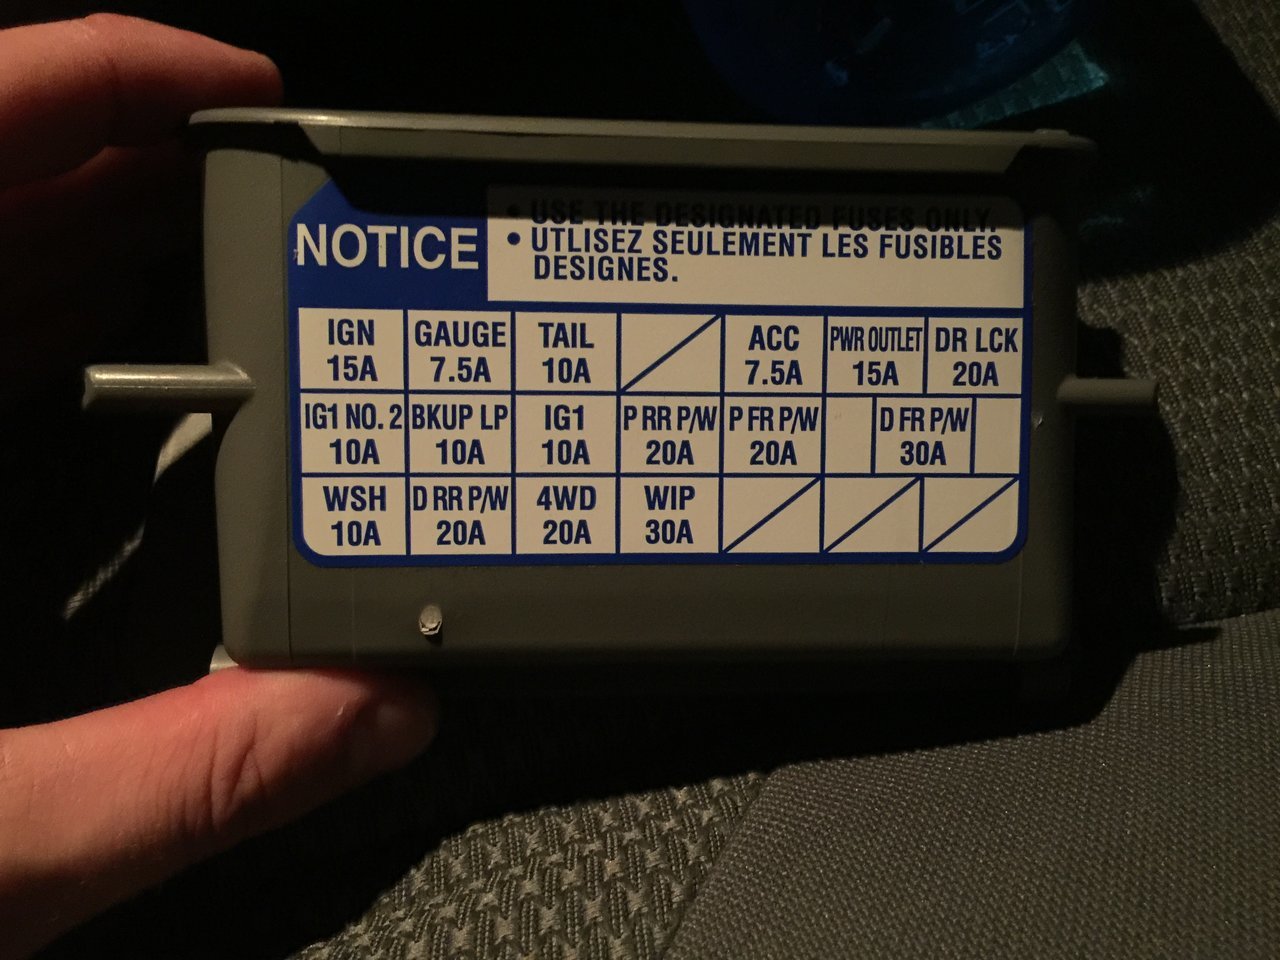 NOTICE
• USE THE DESIGNATED FUSES ONLY.
• UTLISEZ SEULEMENT LES FUSIBLES
DESIGNES.
IGN GAUGE TAIL ACC PWR OUTLET DR LCK
15A 7.5A 10A 7.5A 15A 20A
IG1 NO. 2 BKUP LP IG1 P RR P/W P FR P/W D FR P/W
10A 10A 10A 20A 20A 30A
WSH D RR P/W 4WD WIP
10A 20A 20A 30A